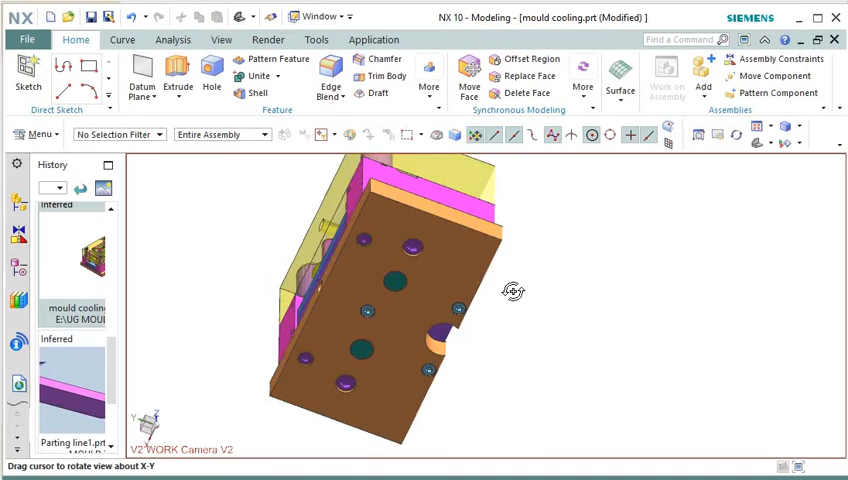 NX
Window
NX 10 - Modeling - [mould cooling.prt (Modified) ]
SIEMENS
File
Home
Curve
Analysis
View
Render
Tools
Application
Find a Command
Sketch
Direct Sketch
Datum
Plane
Extrude
Hole
Pattern Feature
Unite
Shell
Edge
Blend
Chamfer
Trim Body
Draft
More
Feature
Move
Face
Offset Region
Replace Face
Delete Face
More
Synchronous Modeling
Surface
Work on
Assembly
Add
Assembly Constraints
Move Component
Pattern Component
Assemblies
Menu
No Selection Filter
Entire Assembly
History
Inferred
mould cooling
E:\UG MOUL
Inferred
Parting line1.prt
Z
Y
V2 WORK Camera V2
Drag cursor to rotate view about X-Y